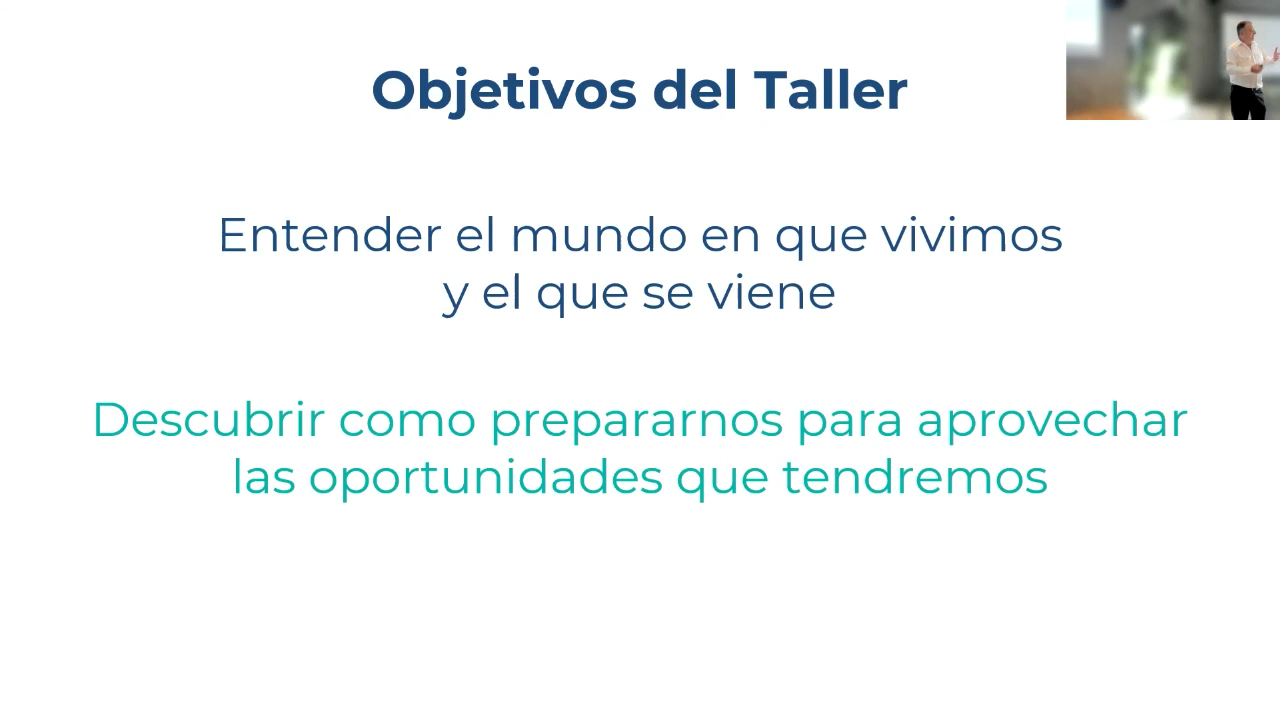 Objetivos del Taller
Entender el mundo en que vivimos
y el que se viene
Descubrir como prepararnos para aprovechar
las oportunidades que tendremos